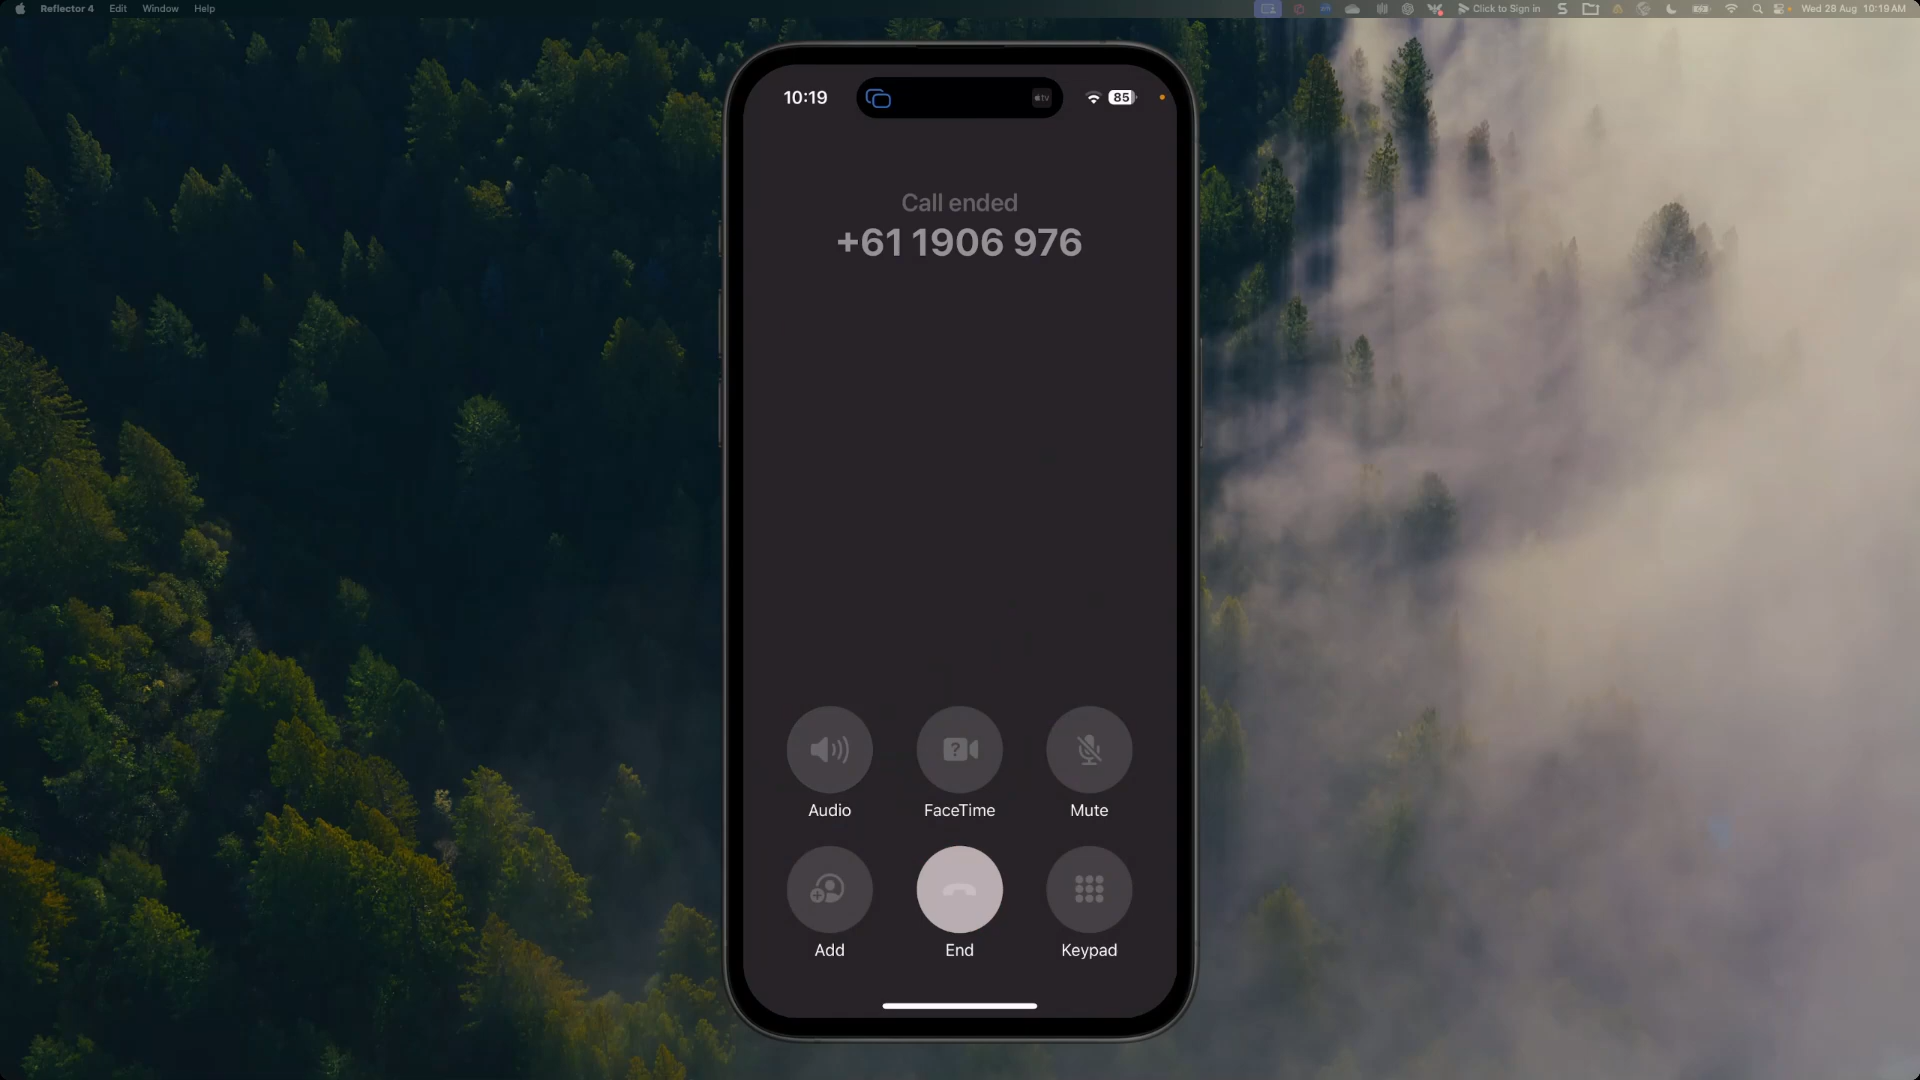 Reflector 4 Edit Window Help
Click to Sign in Wed 28 Aug 10:19 AM
10:19 tv 85
Call ended
+61 1906 976
Audio FaceTime Mute
Add End Keypad